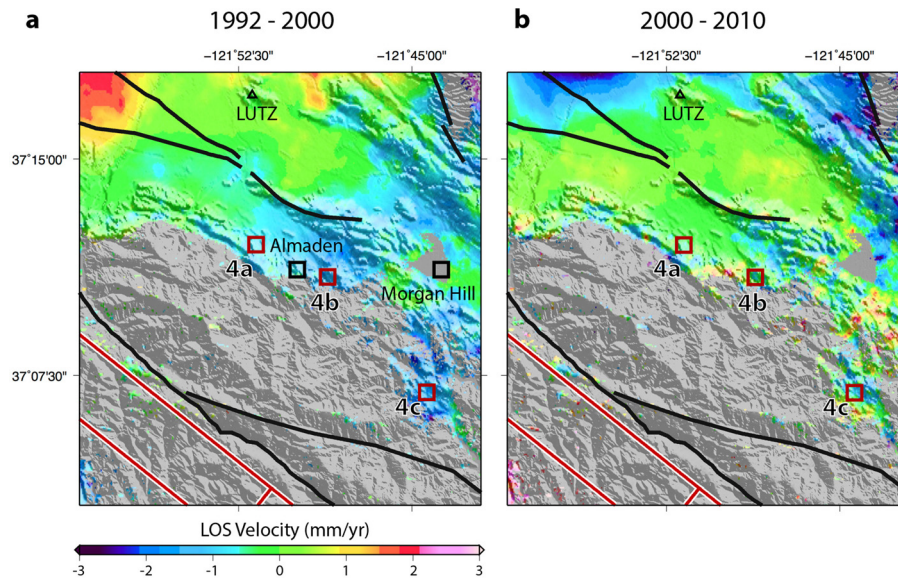 a
1992 - 2000
b
2000 - 2010
−121˚52'30"
−121˚45'00"
−121˚52'30"
−121˚45'00"
LUTZ
LUTZ
37˚15'00"
Almaden
4a
4b
Morgan Hill
4a
4b
37˚07'30"
4c
4c
LOS Velocity (mm/yr)
-3 -2 -1 0 1 2 3